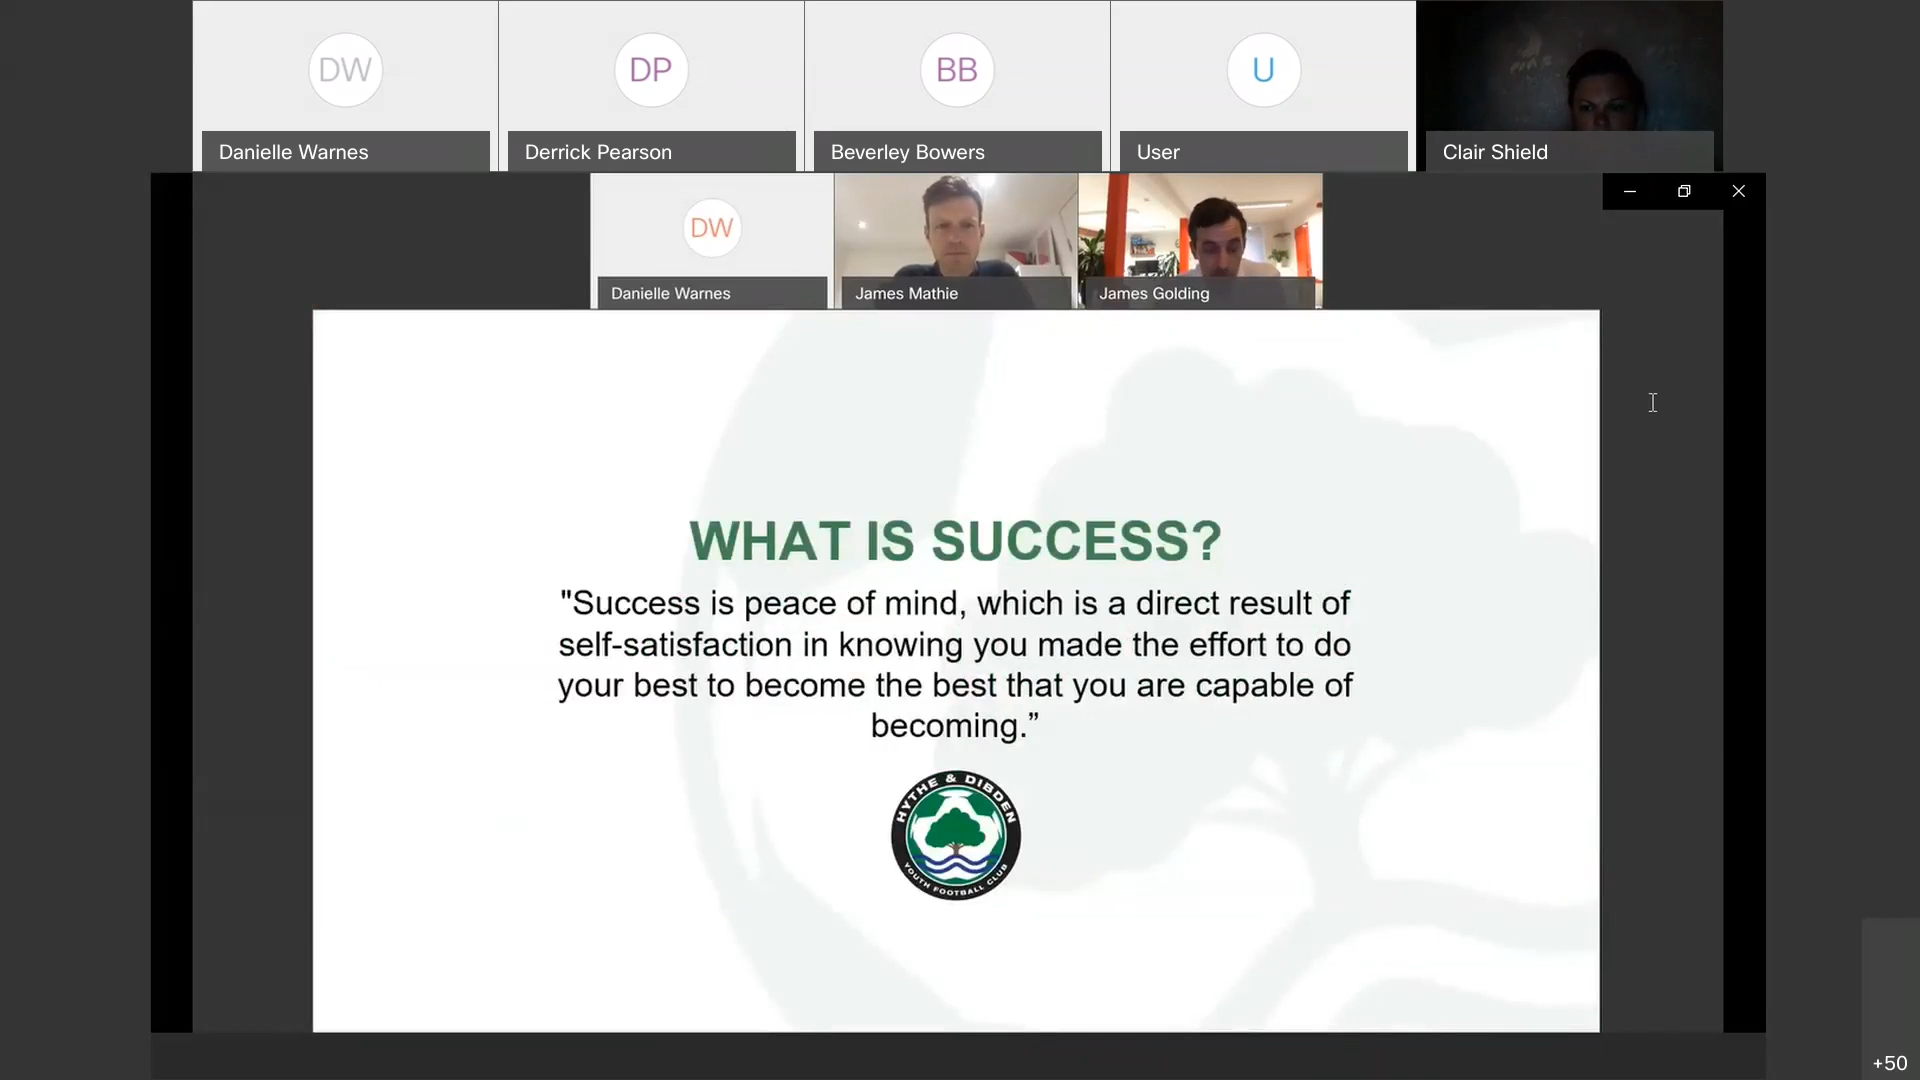 DW
DP
BB
U
Danielle Warnes
Derrick Pearson
Beverley Bowers
User
Clair Shield
DW
Danielle Warnes
James Mathie
James Golding
WHAT IS SUCCESS?
"Success is peace of mind, which is a direct result of
self-satisfaction in knowing you made the effort to do
your best to become the best that you are capable of
becoming.”
HYTHE & DIBDEN
YOUTH FOOTBALL CLUB
+50